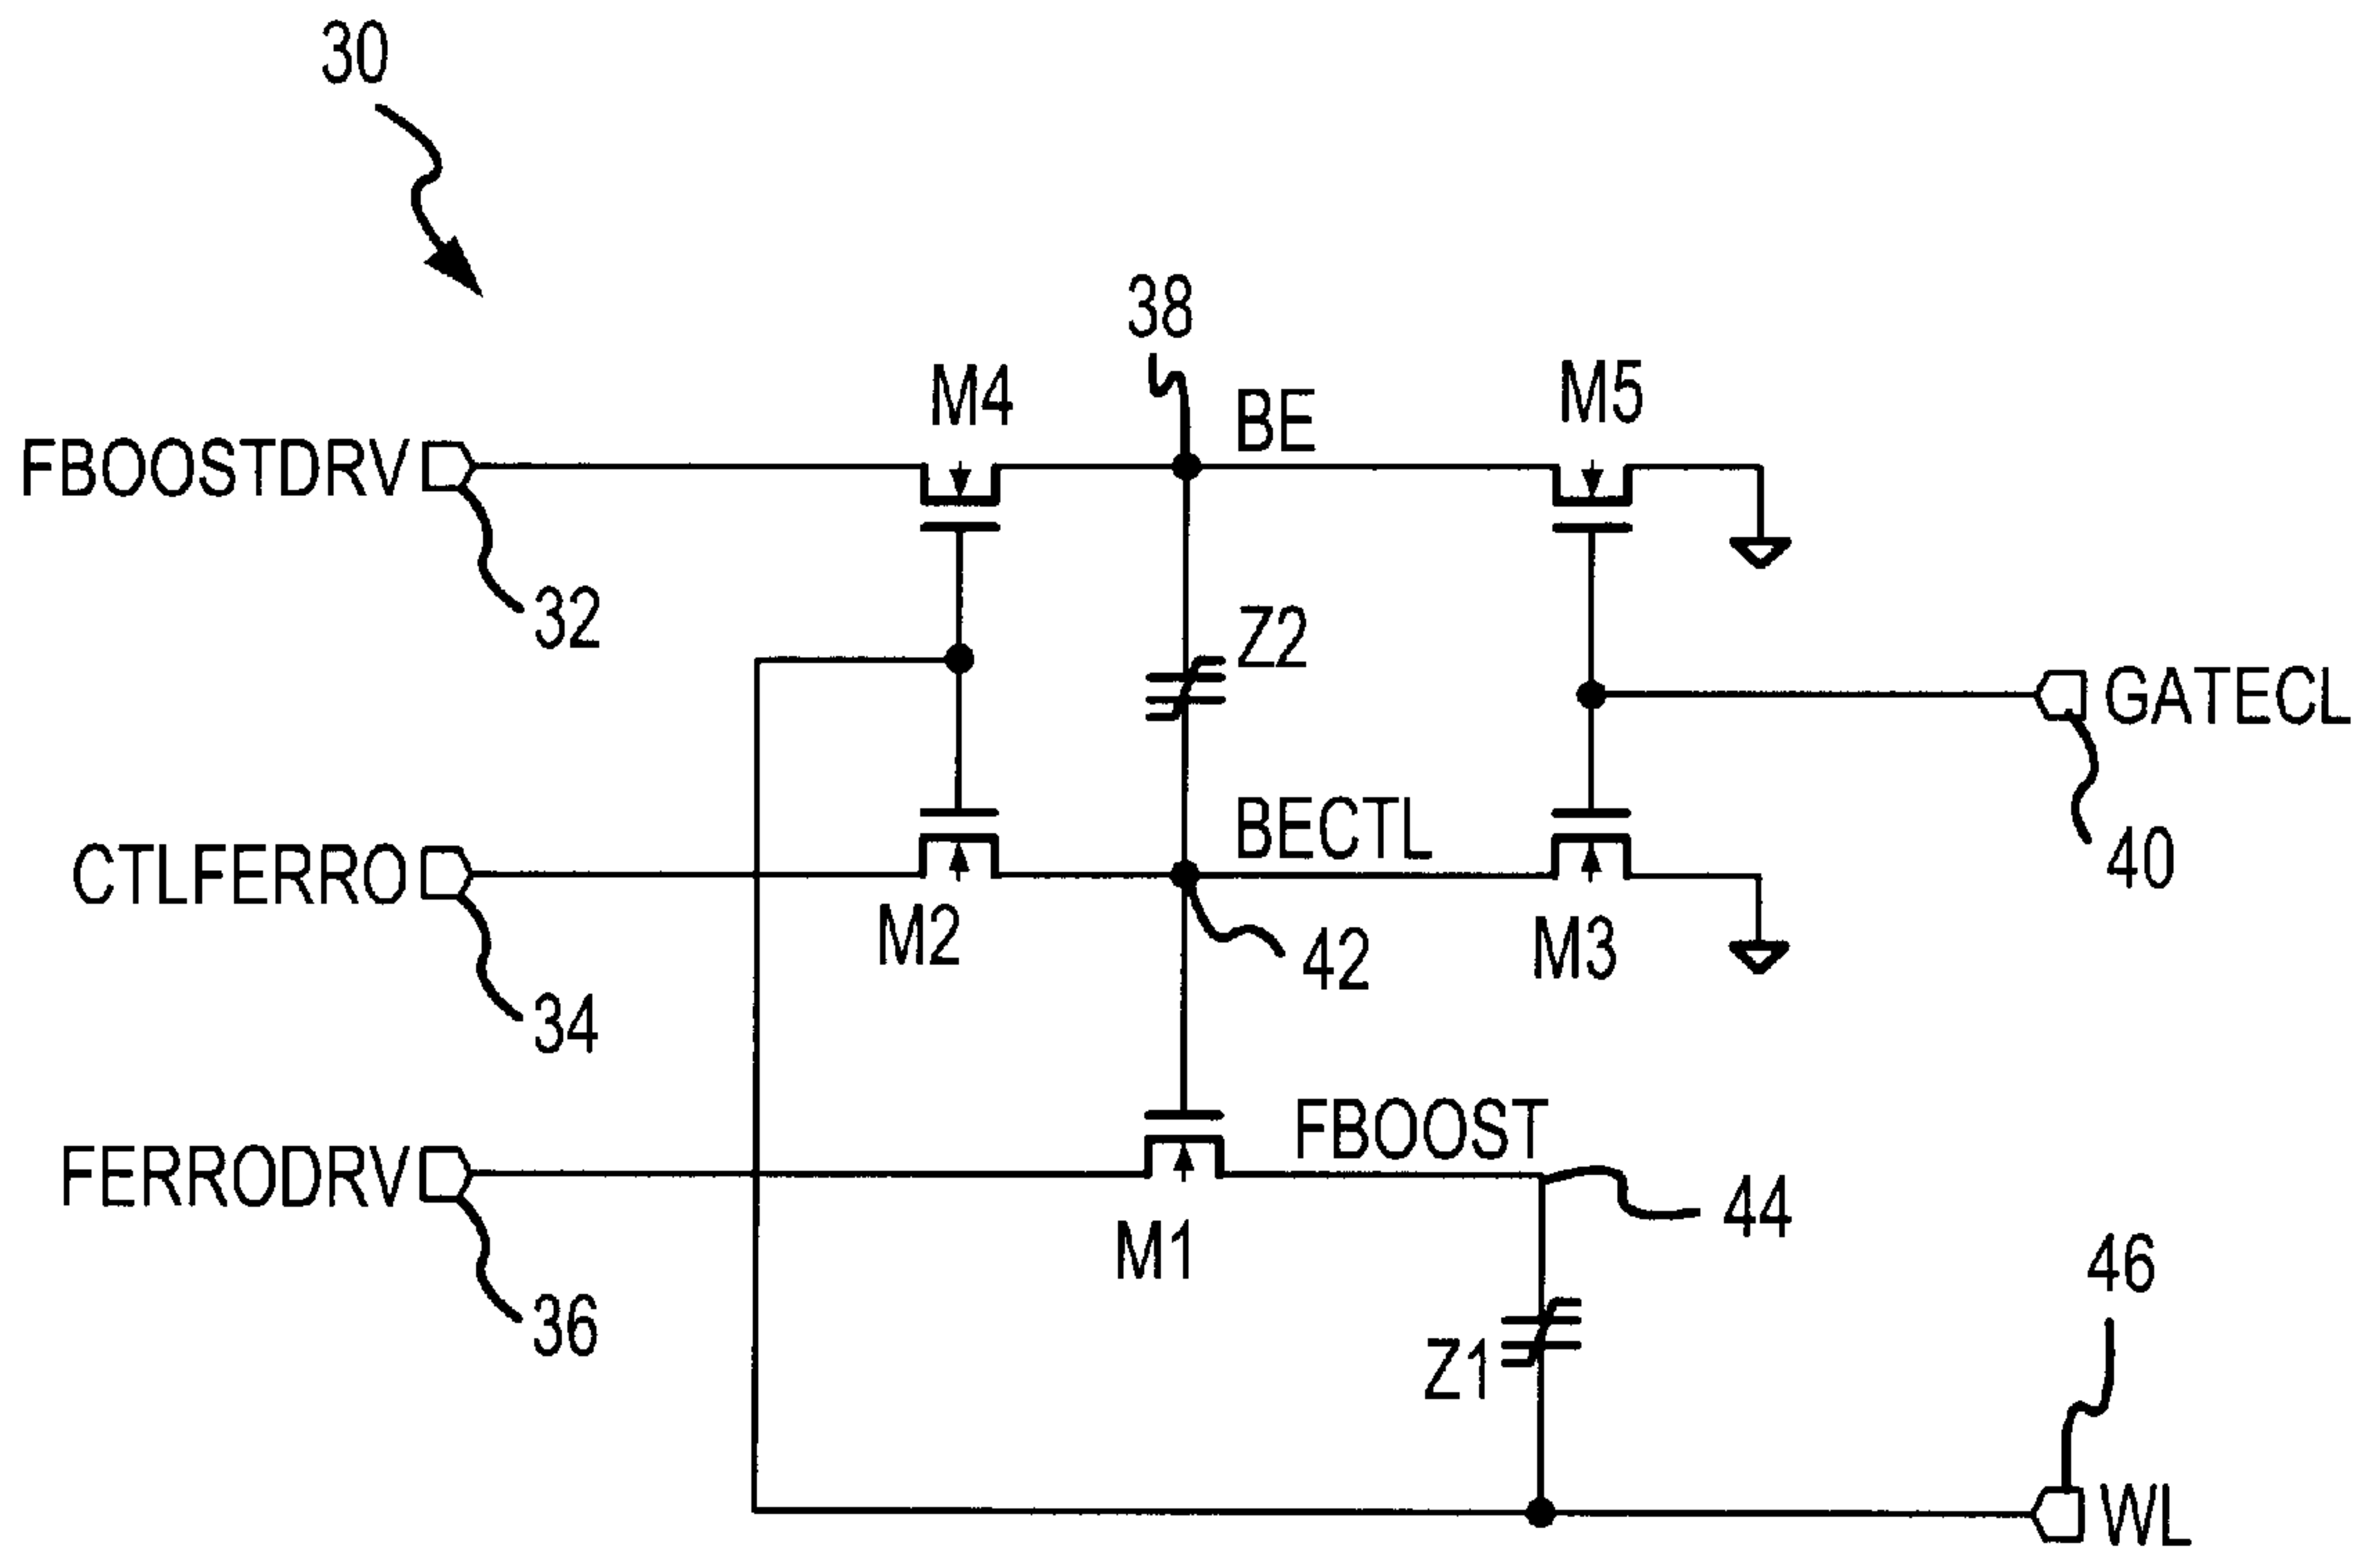 30
38
M4
BE
M5
FBOOSTDRV
32
Z2
GATECL
BECTL
CTLFERRO
40
M2
42
M3
34
FBOOST
FERRODRV
44
M1
46
36
Z1
WL